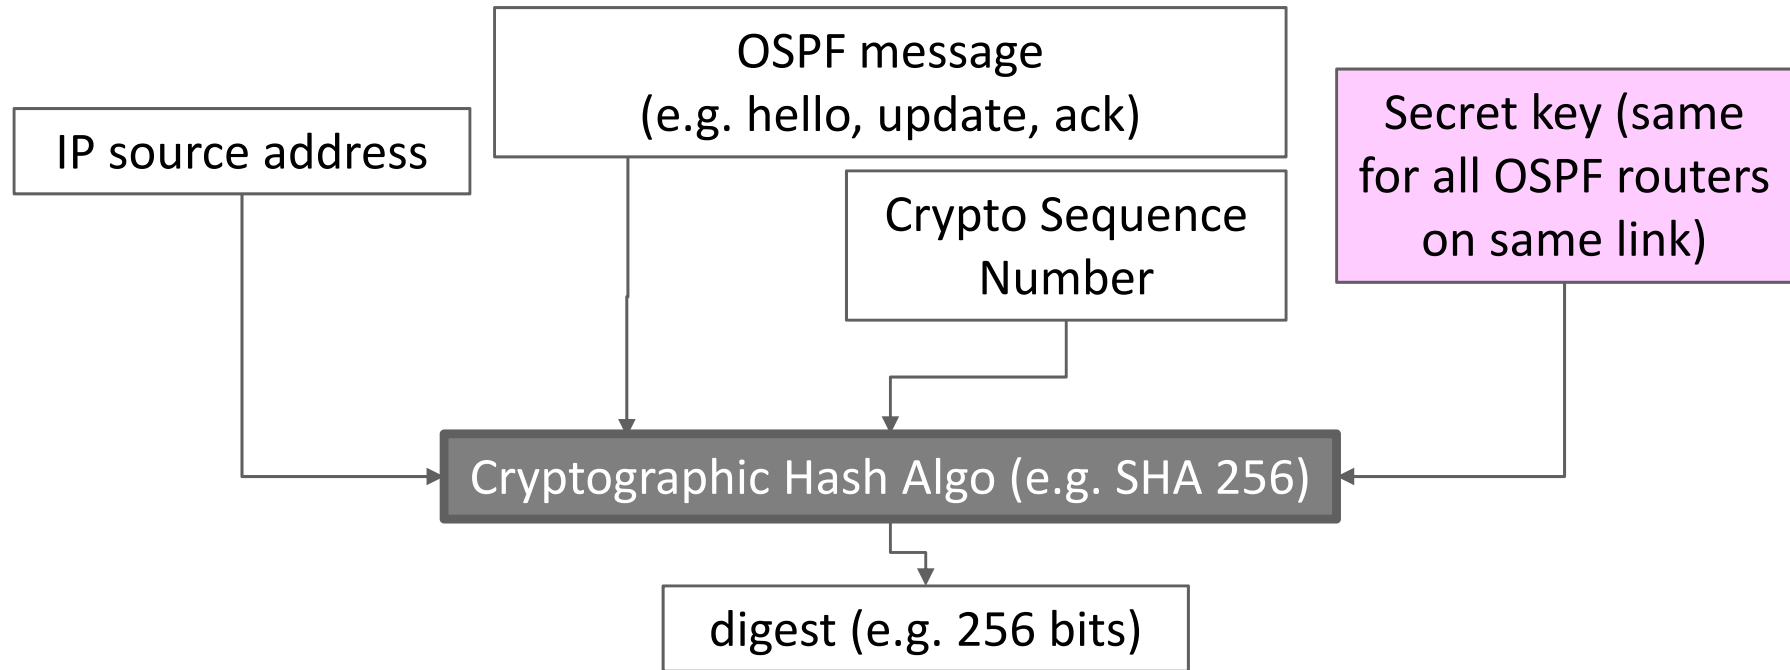 OSPF message
(e.g. hello, update, ack)
IP source address
Secret key (same
for all OSPF routers
on same link)
Crypto Sequence
Number
Cryptographic Hash Algo (e.g. SHA 256)
digest (e.g. 256 bits)